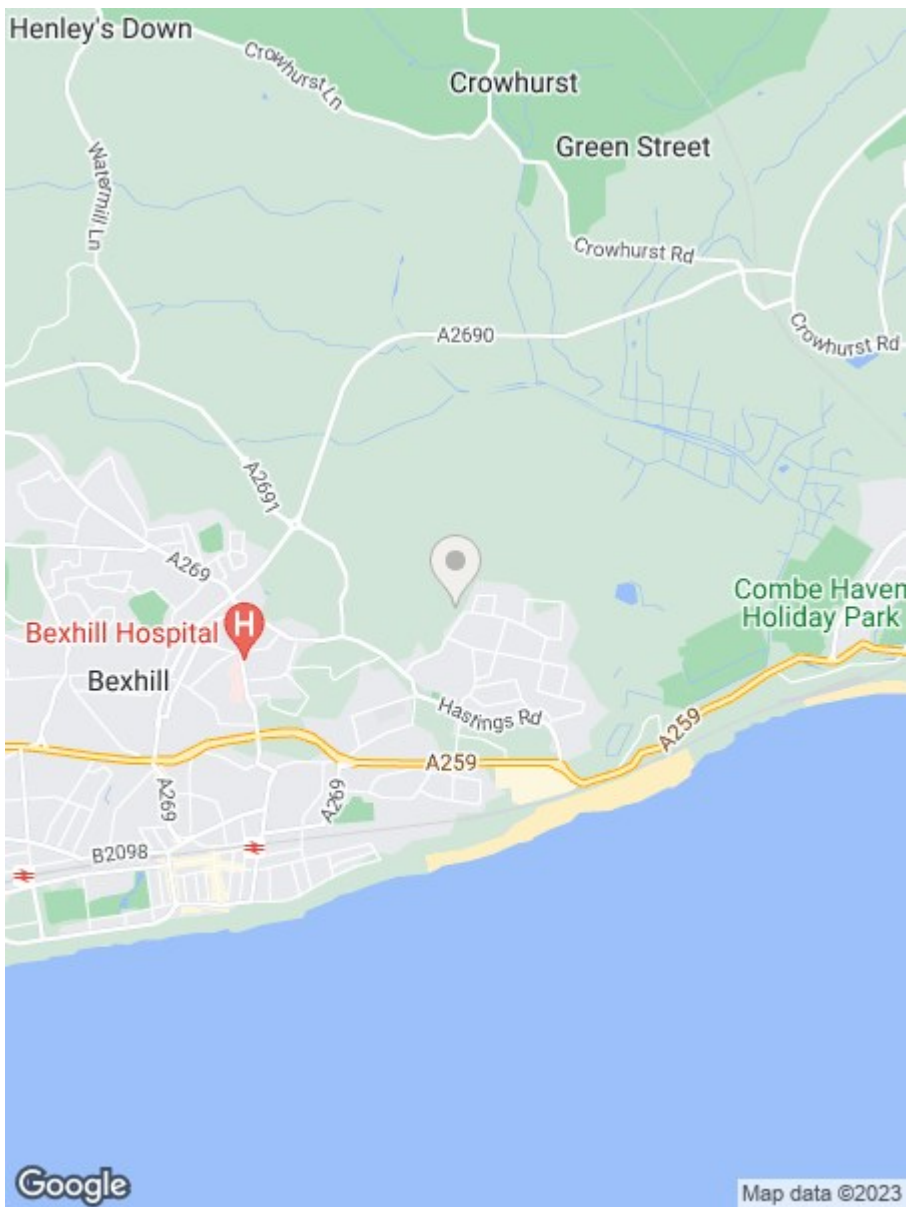 Henley's Down
Crowhurst Ln
Crowhurst
Green Street
Watermill Ln
Crowhurst Rd
A2690
Crowhurst Rd
A2691
A269
Combe Haven
Holiday Park
Bexhill Hospital
H
Bexhill
Hastings Rd
A259
A259
A269
A269
B2098
Google
Map data ©2023